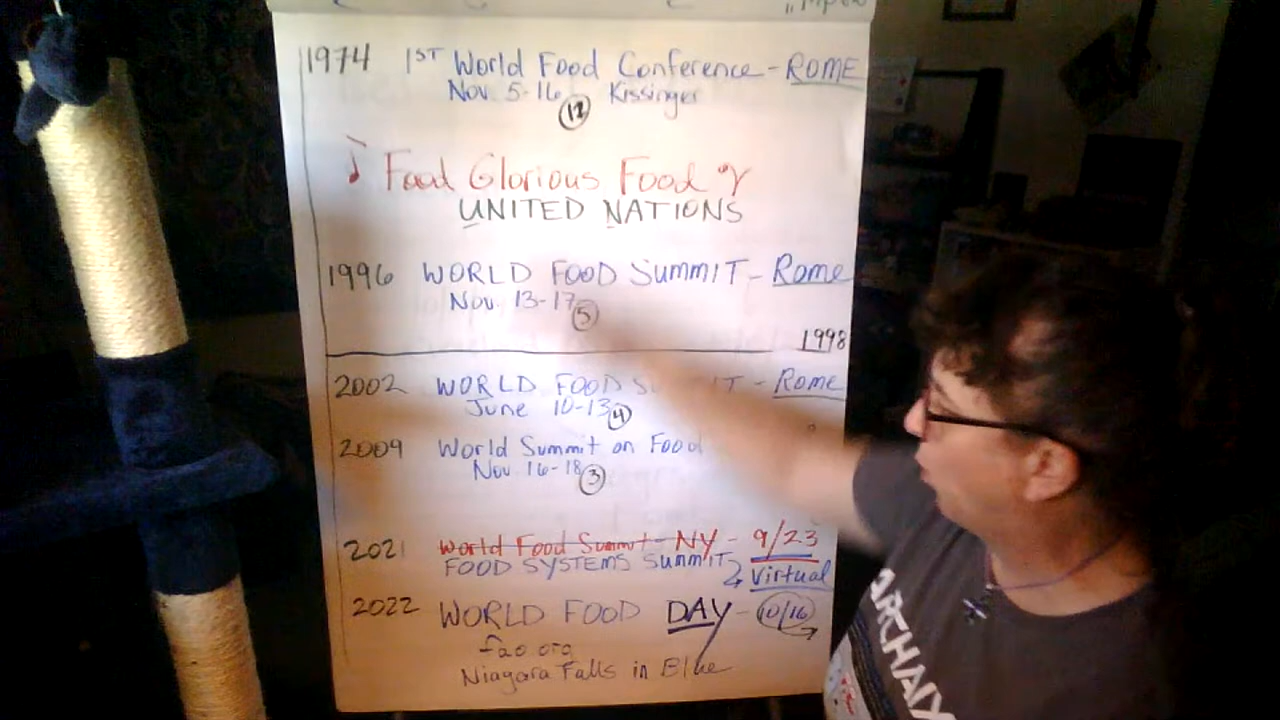 1974 1ST World Food Conference - ROME
Nov. 5-16 12 Kissinger
Food Glorious Food
UNITED NATIONS
1996 WORLD FOOD SUMMIT - Rome
Nov. 13-17 5
1998
2002 WORLD FOOD - Rome
June 10-13 4
2009 World Summit on Food
Nov 16-18 3
2021 World Food Summit - NY - 9/23
FOOD SYSTEMS SUMMIT Virtual
2022 WORLD FOOD DAY - 10/16
fao org
Niagara Falls in Blue
ARCHAIX